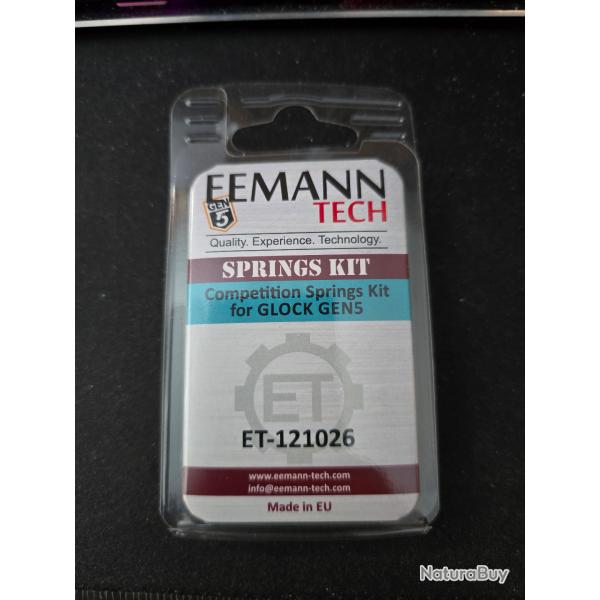 EEMANN
GEN
5
TECH
Quality. Experience. Technology.
SPRINGS KIT
Competition Springs Kit
for GLOCK GEN5
ET
ET-121026
www.eemann-tech.com
info@eemann-tech.com
Made in EU
NaturaBuy